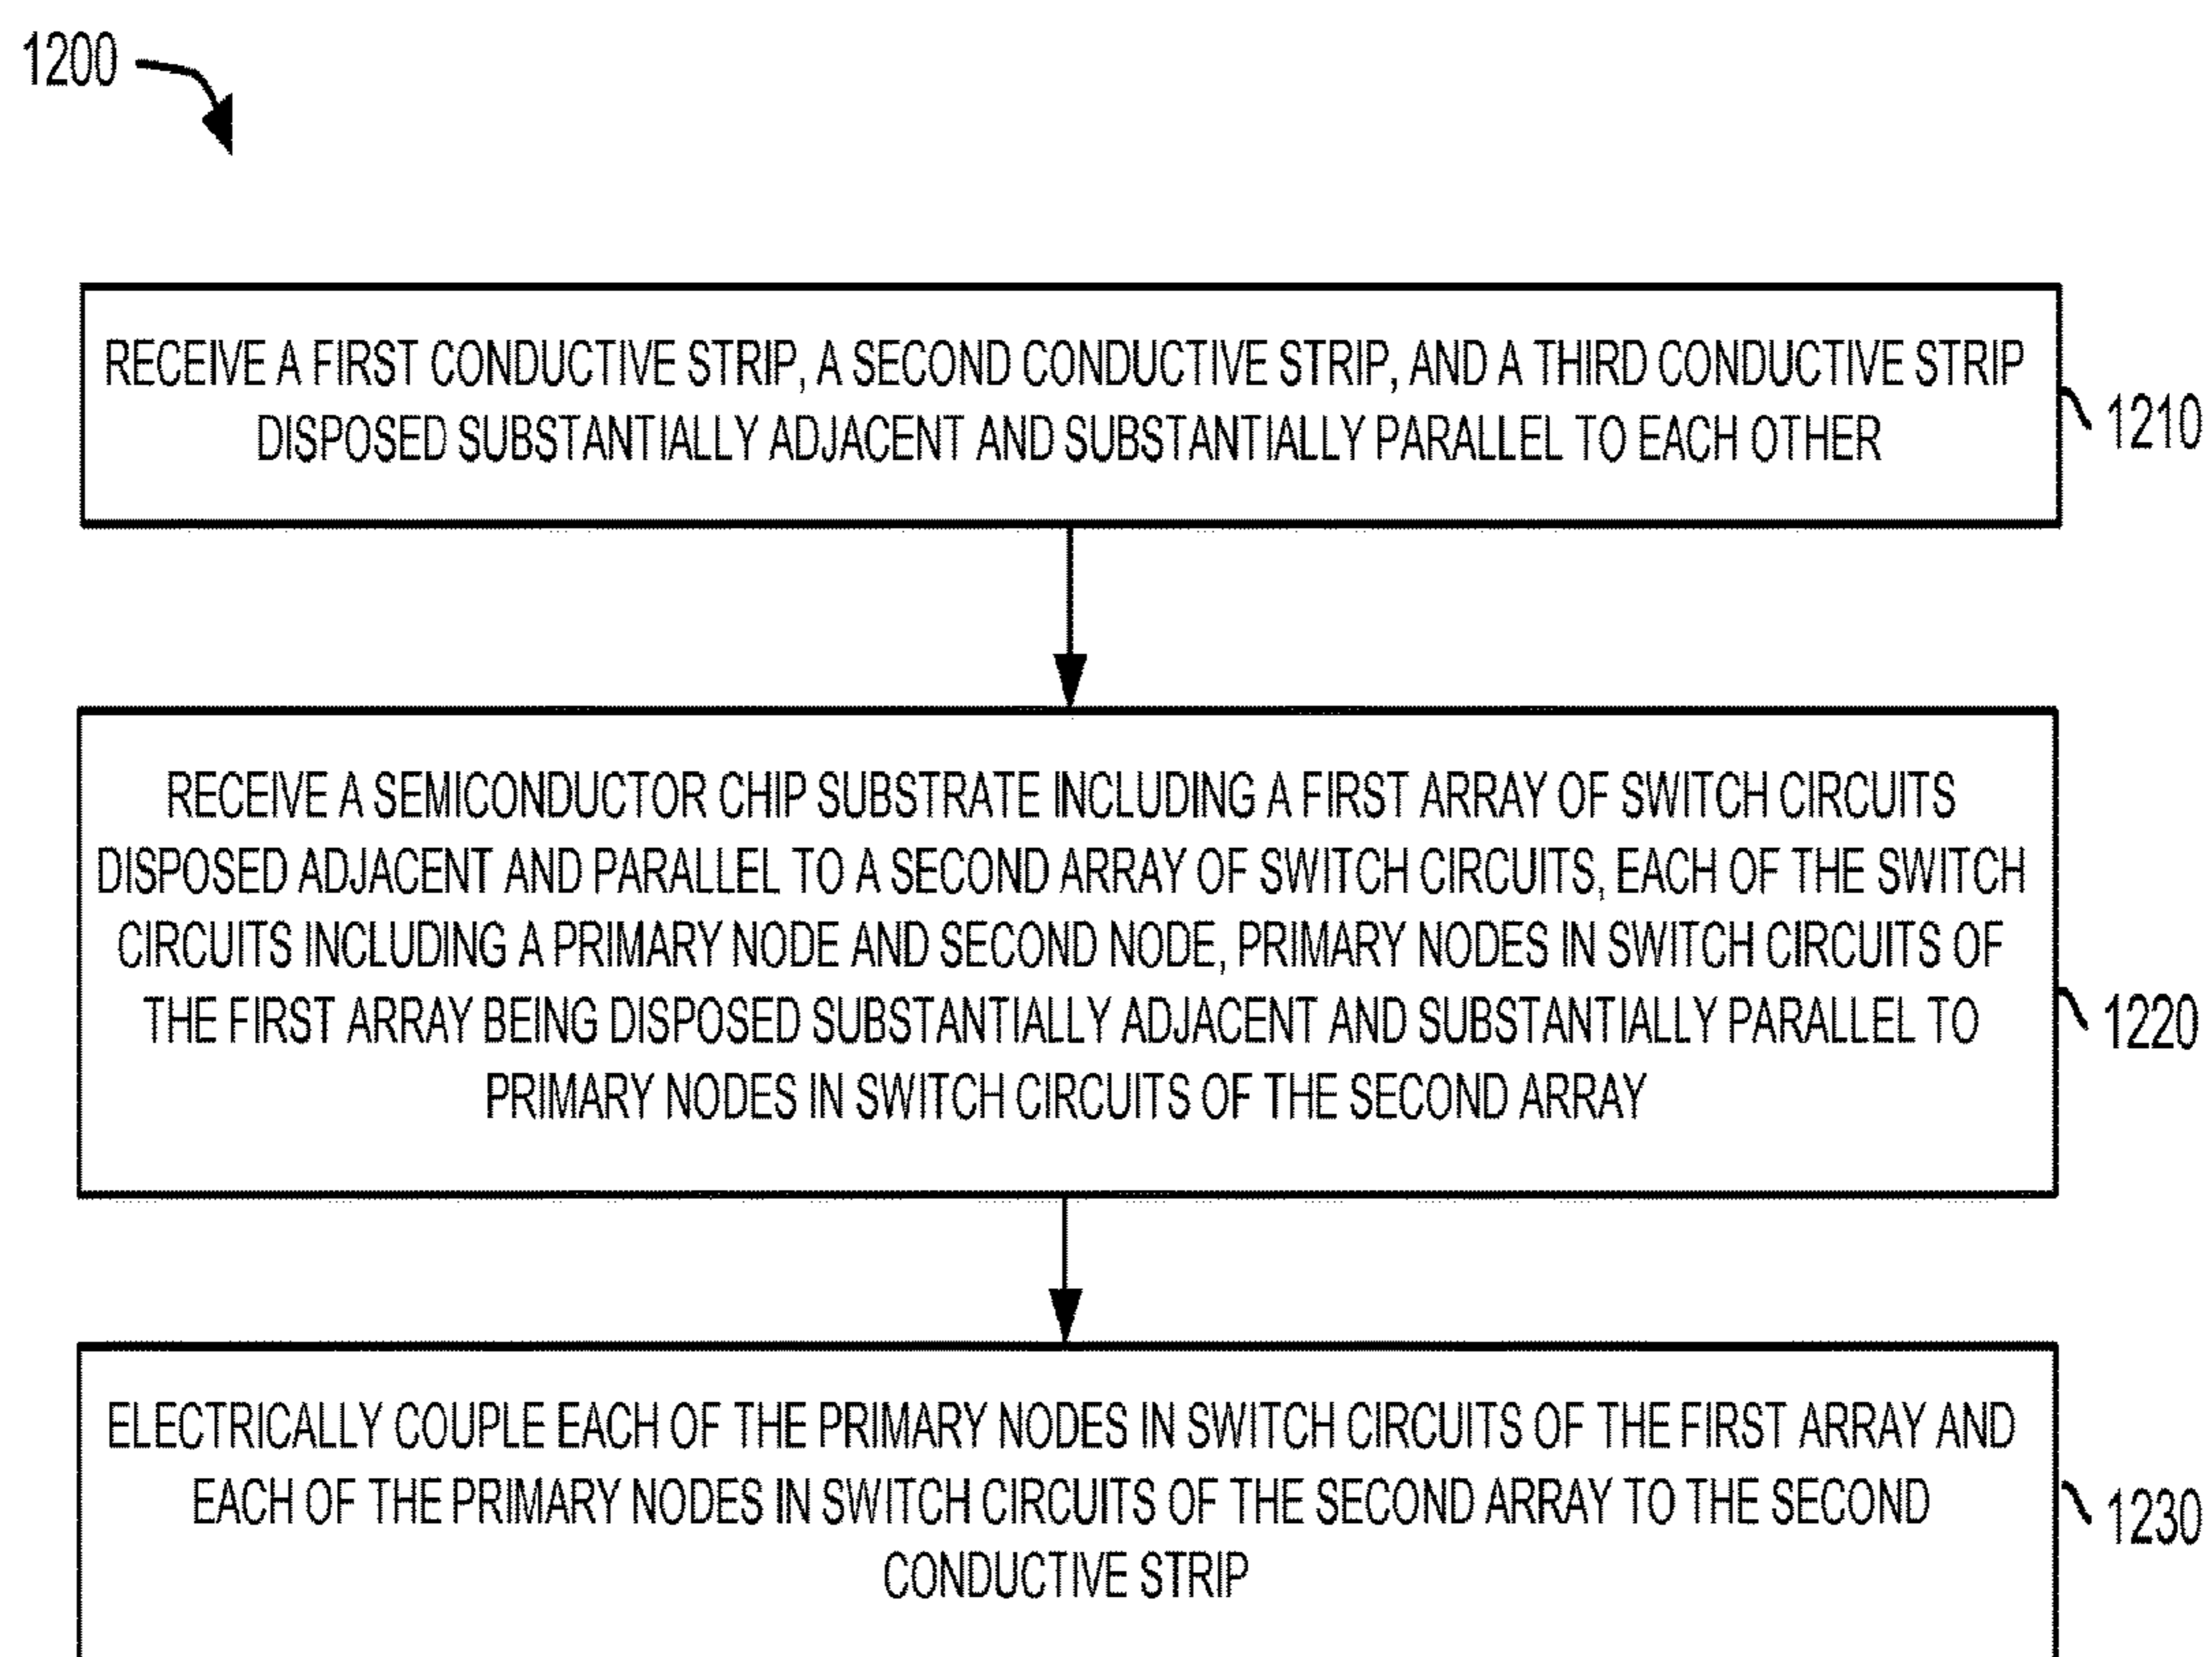 1200
RECEIVE A FIRST CONDUCTIVE STRIP, A SECOND CONDUCTIVE STRIP, AND A THIRD CONDUCTIVE STRIP
DISPOSED SUBSTANTIALLY ADJACENT AND SUBSTANTIALLY PARALLEL TO EACH OTHER
1210
RECEIVE A SEMICONDUCTOR CHIP SUBSTRATE INCLUDING A FIRST ARRAY OF SWITCH CIRCUITS
DISPOSED ADJACENT AND PARALLEL TO A SECOND ARRAY OF SWITCH CIRCUITS, EACH OF THE SWITCH
CIRCUITS INCLUDING A PRIMARY NODE AND SECOND NODE, PRIMARY NODES IN SWITCH CIRCUITS OF
THE FIRST ARRAY BEING DISPOSED SUBSTANTIALLY ADJACENT AND SUBSTANTIALLY PARALLEL TO
PRIMARY NODES IN SWITCH CIRCUITS OF THE SECOND ARRAY
1220
ELECTRICALLY COUPLE EACH OF THE PRIMARY NODES IN SWITCH CIRCUITS OF THE FIRST ARRAY AND
EACH OF THE PRIMARY NODES IN SWITCH CIRCUITS OF THE SECOND ARRAY TO THE SECOND
CONDUCTIVE STRIP
1230